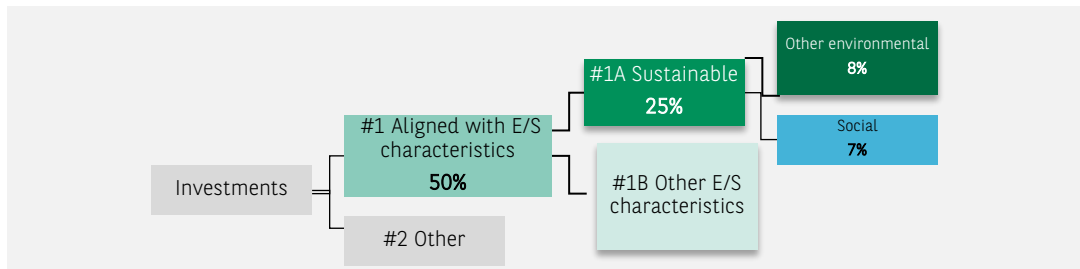 Other environmental
8%
#1A Sustainable
25%
Social
7%
#1 Aligned with E/S
characteristics
50%
#1B Other E/S
characteristics
Investments
#2 Other